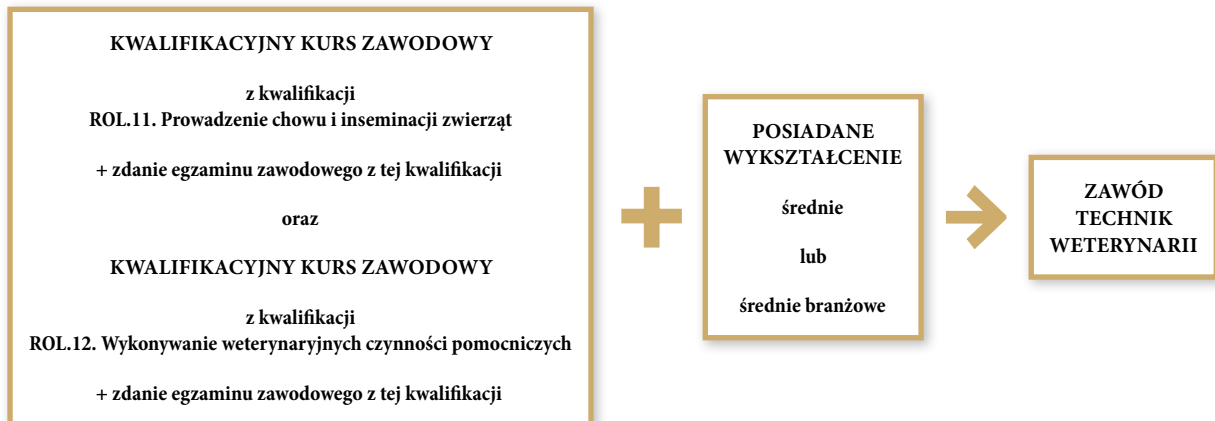 KWALIFIKACYJNY KURS ZAWODOWY
z kwalifikacji
ROL.11. Prowadzenie chowu i inseminacji zwierząt
+ zdanie egzaminu zawodowego z tej kwalifikacji
oraz
KWALIFIKACYJNY KURS ZAWODOWY
z kwalifikacji
ROL.12. Wykonywanie weterynaryjnych czynności pomocniczych
+ zdanie egzaminu zawodowego z tej kwalifikacji
+
POSIADANE
WYKSZTAŁCENIE
średnie
lub
średnie branżowe
ZAWÓD
TECHNIK
WETERYNARII